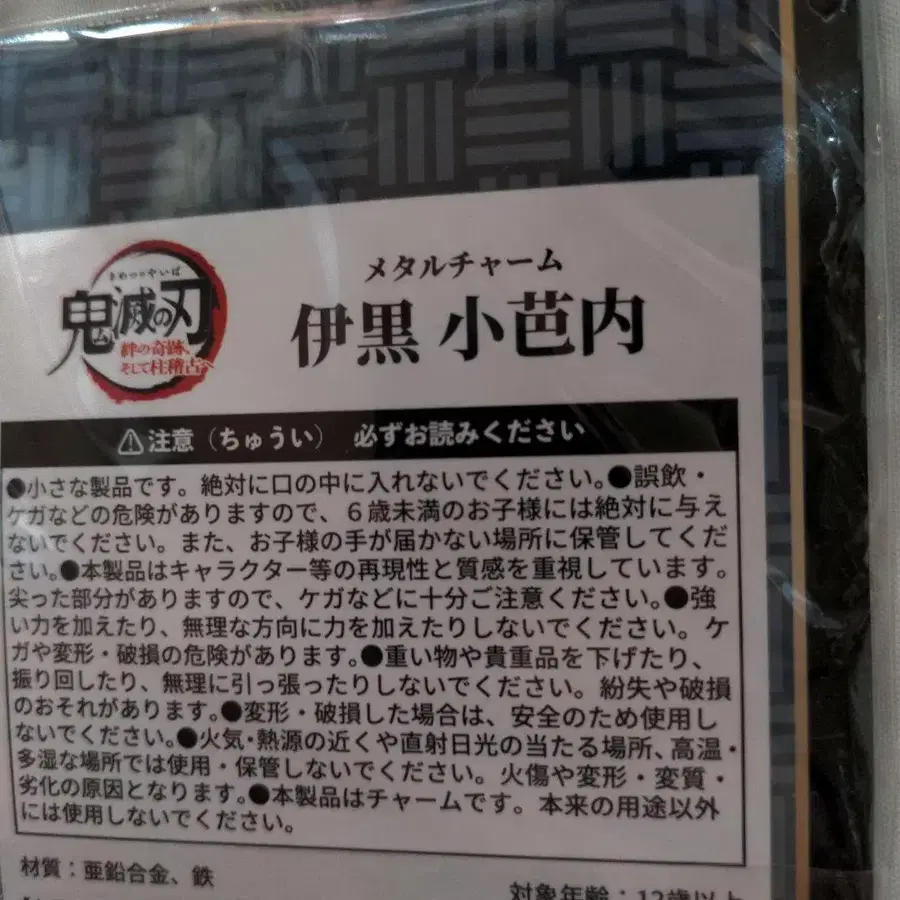 きめつのやいば
鬼滅の刃
絆の奇跡、
そして柱稽古へ
メタルチャーム
伊黒 小芭内
⚠注意（ちゅうい） 必ずお読みください
●小さな製品です。絶対に口の中に入れないでください。●誤飲・
ケガなどの危険がありますので、６歳未満のお子様には絶対に与え
ないでください。また、お子様の手が届かない場所に保管してくだ
さい。●本製品はキャラクター等の再現性と質感を重視しています。
尖った部分がありますので、ケガなどに十分ご注意ください。●強
い力を加えたり、無理な方向に力を加えたりしないでください。ケ
ガや変形・破損の危険があります。●重い物や貴重品を下げたり、
振り回したり、無理に引っ張ったりしないでください。紛失や破損
のおそれがあります。●変形・破損した場合は、安全のため使用し
ないでください。●火気・熱源の近くや直射日光の当たる場所、高温・
多湿な場所では使用・保管しないでください。火傷や変形・変質・
劣化の原因となります。●本製品はチャームです。本来の用途以外
には使用しないでください。
材質：亜鉛合金、鉄
対象年齢：12歳以上